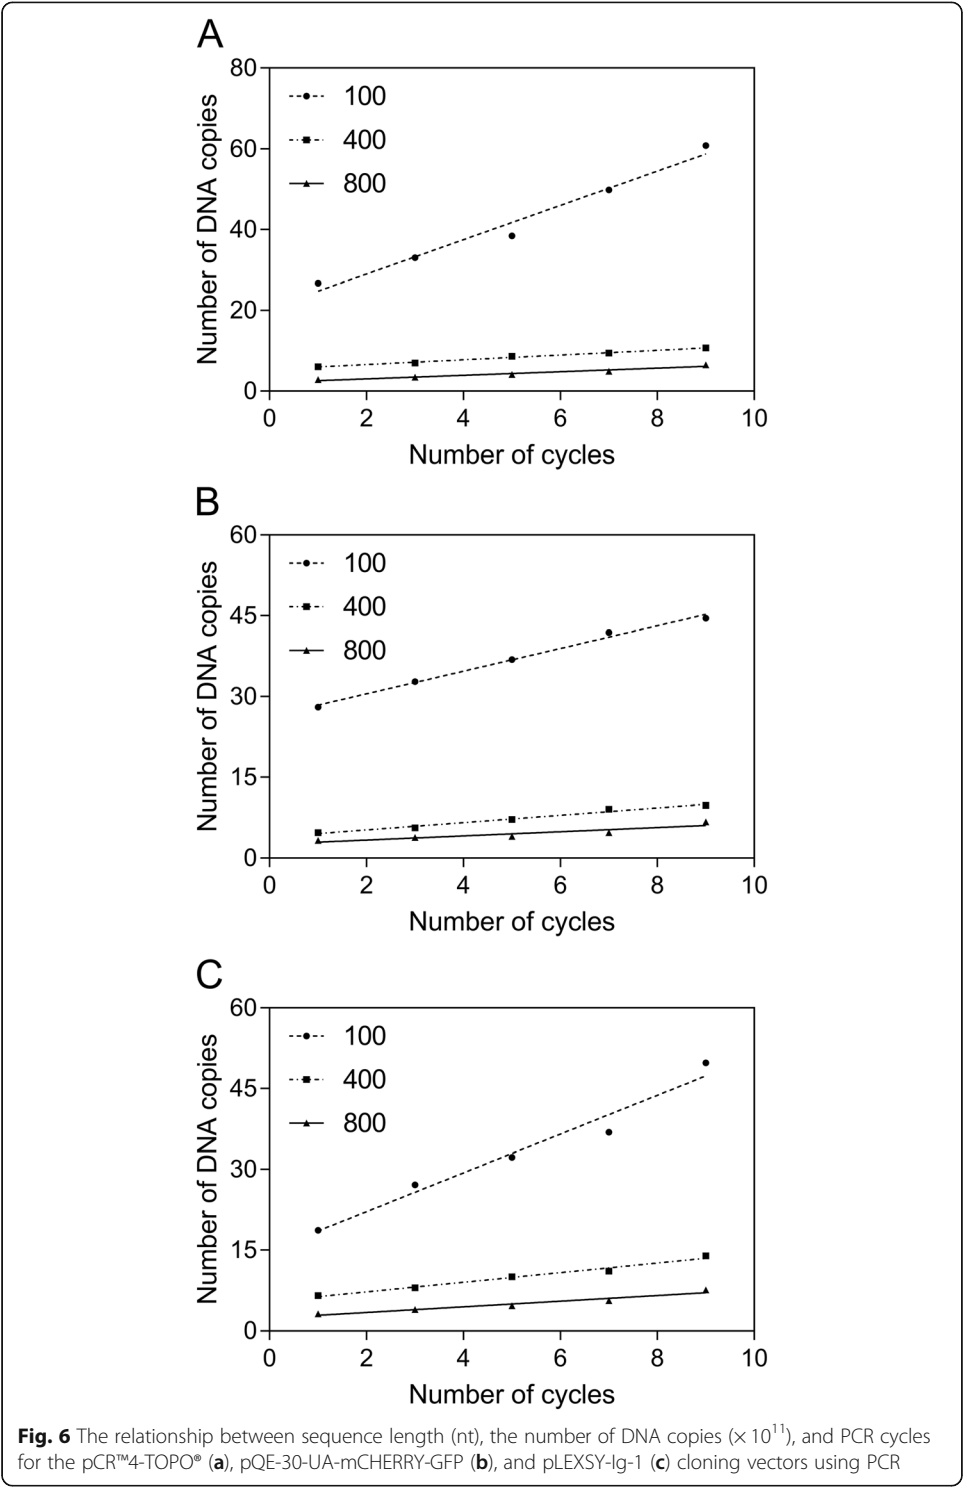 A
80
60
40
20
0
Number of DNA copies
100
400
800
0 2 4 6 8 10
Number of cycles
B
60
45
30
15
0
Number of DNA copies
100
400
800
0 2 4 6 8 10
Number of cycles
C
60
45
30
15
0
Number of DNA copies
100
400
800
0 2 4 6 8 10
Number of cycles
Fig. 6 The relationship between sequence length (nt), the number of DNA copies (× 10¹¹), and PCR cycles
for the pCR™4-TOPO® (a), pQE-30-UA-mCHERRY-GFP (b), and pLEXSY-Ig-1 (c) cloning vectors using PCR